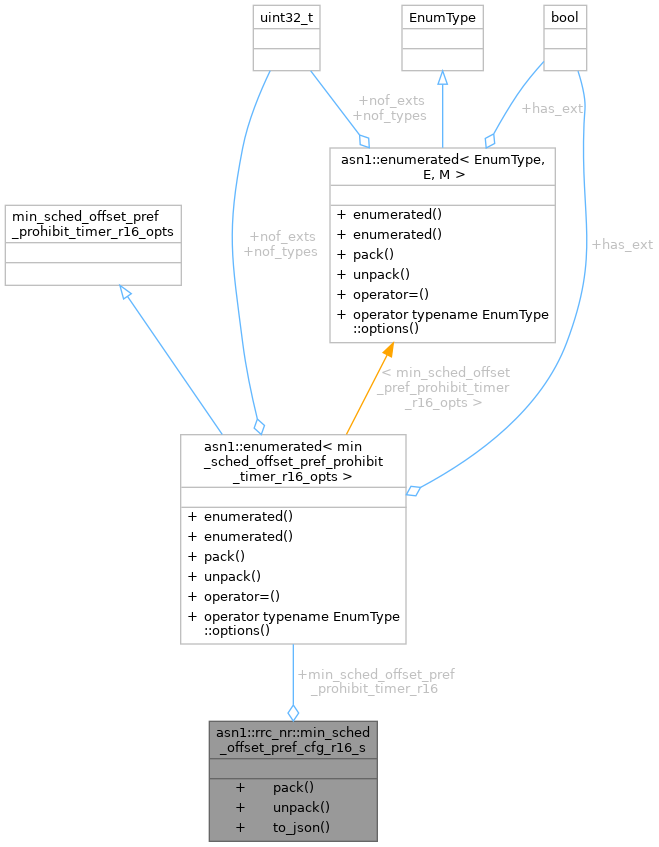 uint32_t
EnumType
bool
+nof_exts
+nof_types
+has_ext
asn1::enumerated< EnumType,
E, M >
+ enumerated()
+ enumerated()
+ pack()
+ unpack()
+ operator=()
+ operator typename EnumType
::options()
min_sched_offset_pref
_prohibit_timer_r16_opts
+nof_exts
+nof_types
+has_ext
< min_sched_offset
_pref_prohibit_timer
_r16_opts >
asn1::enumerated< min
_sched_offset_pref_prohibit
_timer_r16_opts >
+ enumerated()
+ enumerated()
+ pack()
+ unpack()
+ operator=()
+ operator typename EnumType
::options()
+min_sched_offset_pref
_prohibit_timer_r16
asn1::rrc_nr::min_sched
_offset_pref_cfg_r16_s
+ pack()
+ unpack()
+ to_json()